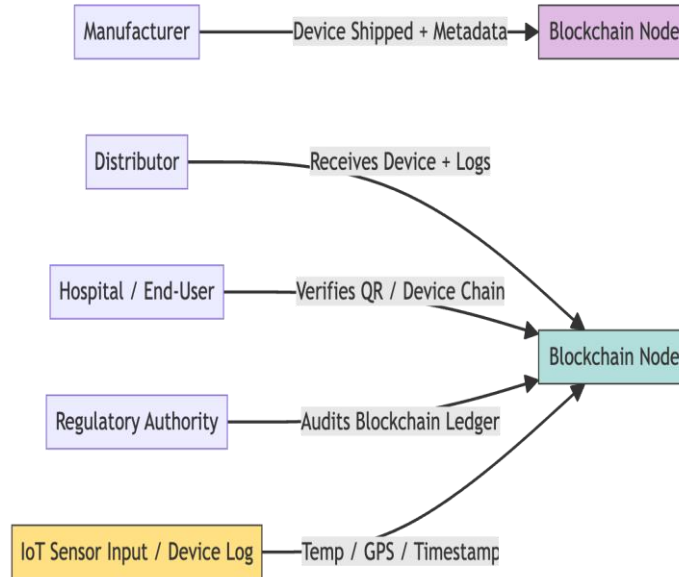 Manufacturer
Device Shipped + Metadata
Blockchain Node
Distributor
Receives Device + Logs
Hospital / End-User
Verifies QR / Device Chain
Blockchain Node
Regulatory Authority
Audits Blockchain Ledger
IoT Sensor Input / Device Log
Temp / GPS / Timestamp